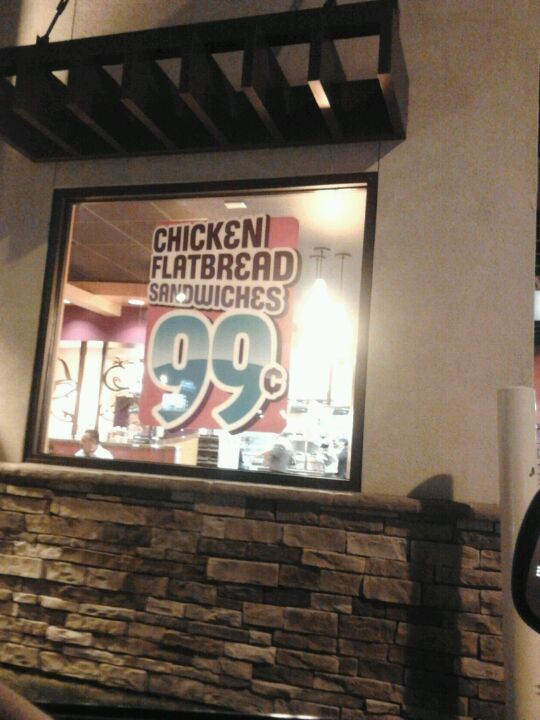 CHICKEN
FLATBREAD
SANDWICHES
99¢